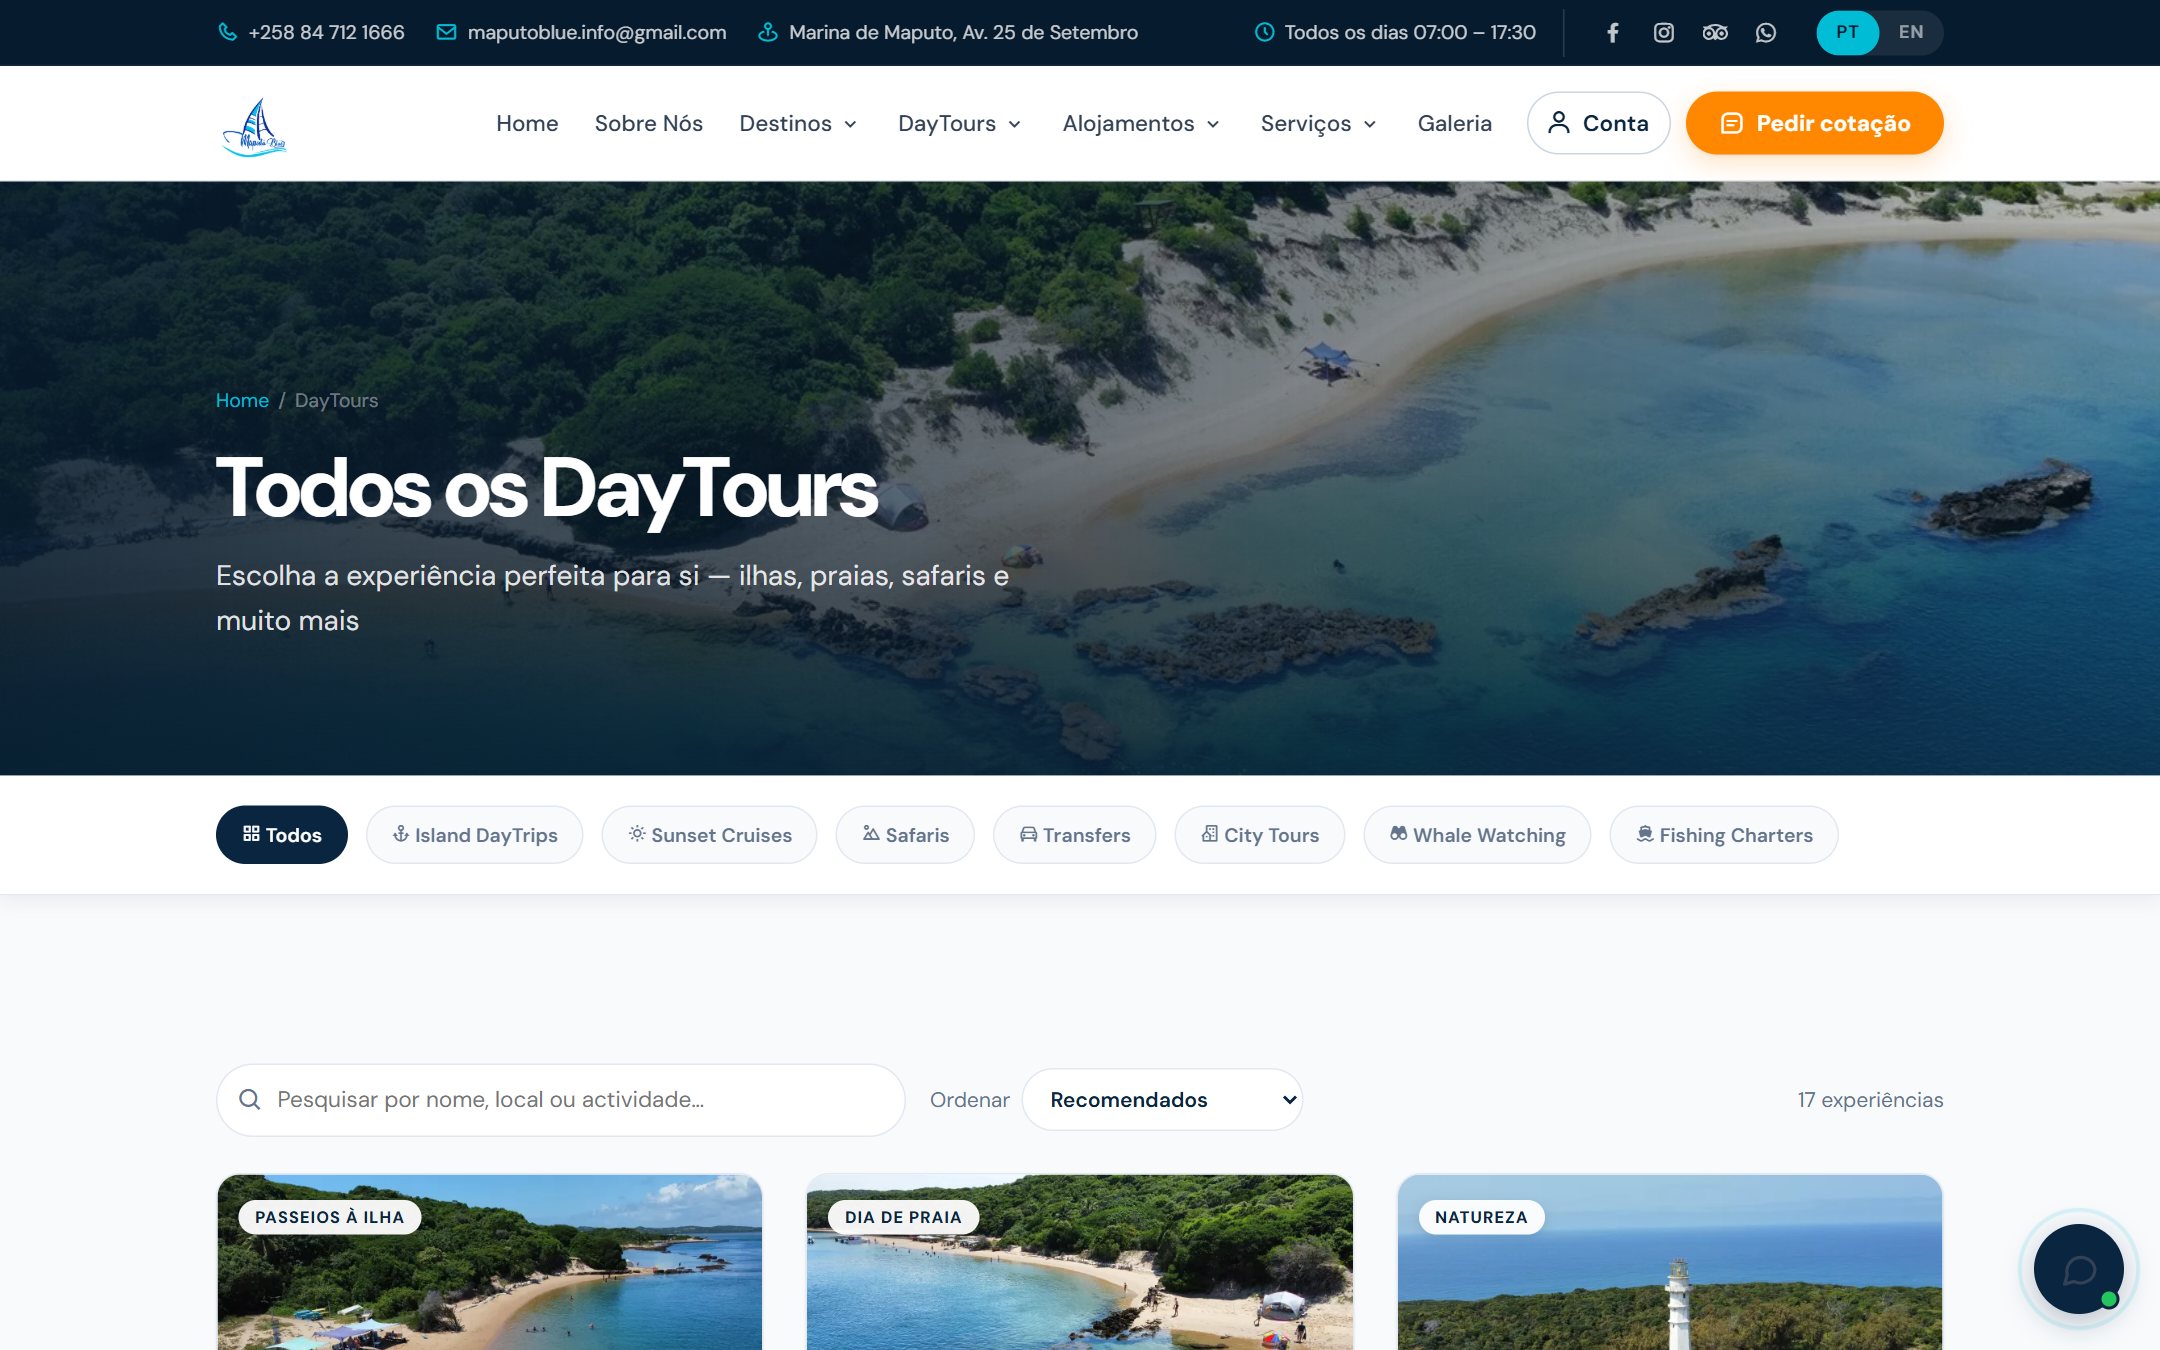 +258 84 712 1666
maputoblue.info@gmail.com
Marina de Maputo, Av. 25 de Setembro
Todos os dias 07:00 – 17:30
PT
EN
Home
Sobre Nós
Destinos
DayTours
Alojamentos
Serviços
Galeria
Conta
Pedir cotação
Home / DayTours
Todos os DayTours
Escolha a experiência perfeita para si — ilhas, praias, safaris e
muito mais
Todos
Island DayTrips
Sunset Cruises
Safaris
Transfers
City Tours
Whale Watching
Fishing Charters
Pesquisar por nome, local ou actividade...
Ordenar
Recomendados
17 experiências
PASSEIOS À ILHA
DIA DE PRAIA
NATUREZA